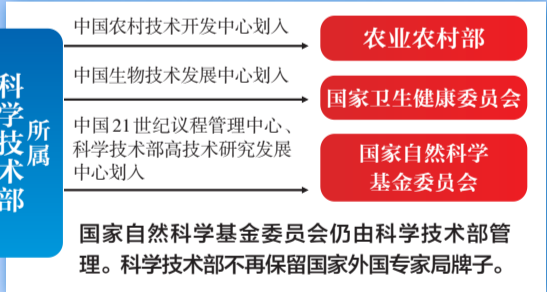 科学技术部
所属
中国农村技术开发中心划入
农业农村部
中国生物技术发展中心划入
国家卫生健康委员会
中国21世纪议程管理中心、
科学技术部高技术研究发展
中心划入
国家自然科学
基金委员会
国家自然科学基金委员会仍由科学技术部管
理。科学技术部不再保留国家外国专家局牌子。